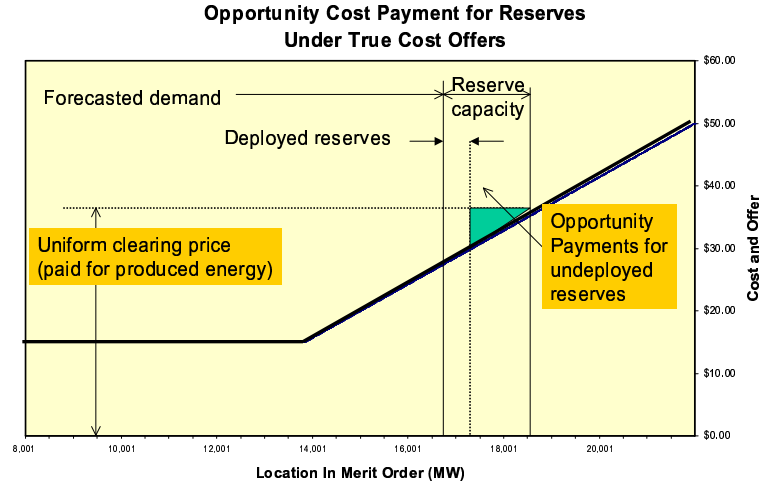 Opportunity Cost Payment for Reserves
Under True Cost Offers
Forecasted demand
Reserve
capacity
Deployed reserves
Uniform clearing price
(paid for produced energy)
Opportunity
Payments for
undeployed
reserves
$60.00
$50.00
$40.00
$30.00
$20.00
$10.00
$0.00
Cost and Offer
8,001
10,001
12,001
14,001
16,001
18,001
20,001
Location In Merit Order (MW)